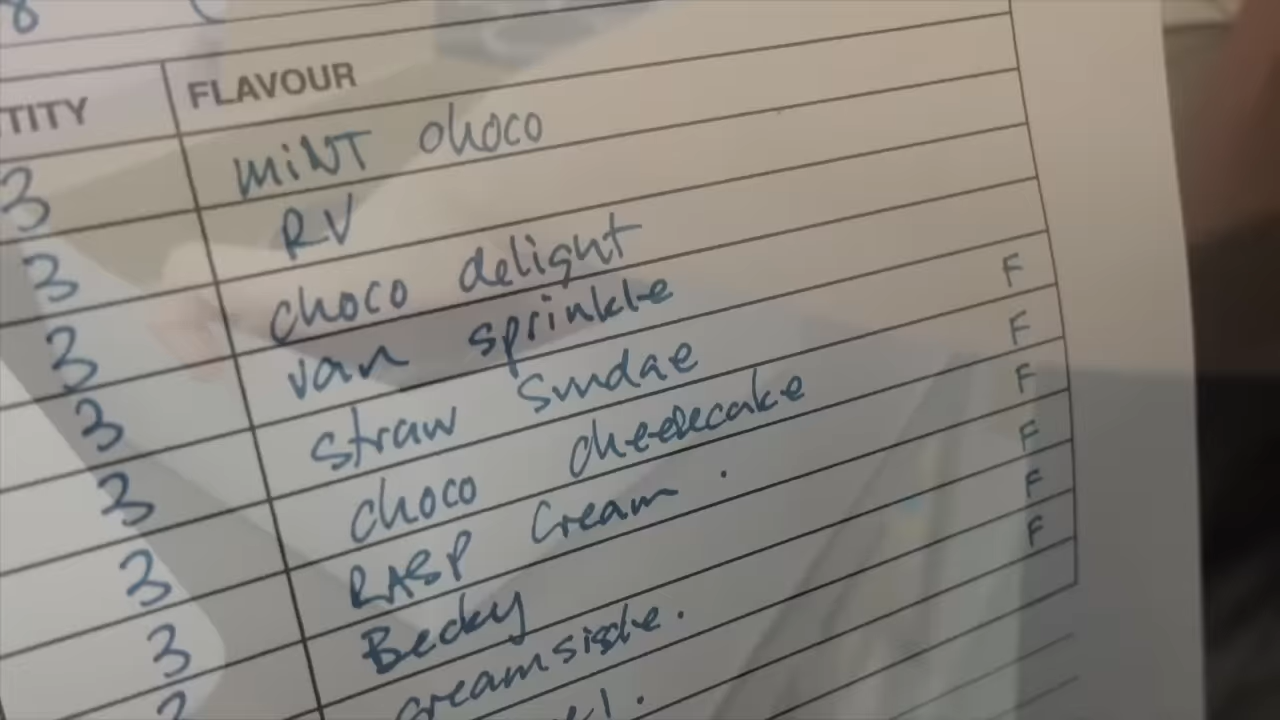 8
TITY FLAVOUR
3 miNT choco
3 RV
3 choco delight
3 van sprinkle
3 straw Sundae F
3 choco cheesecake F
3 RASP Cream . F
3 Becky F
creamsicle. F
F